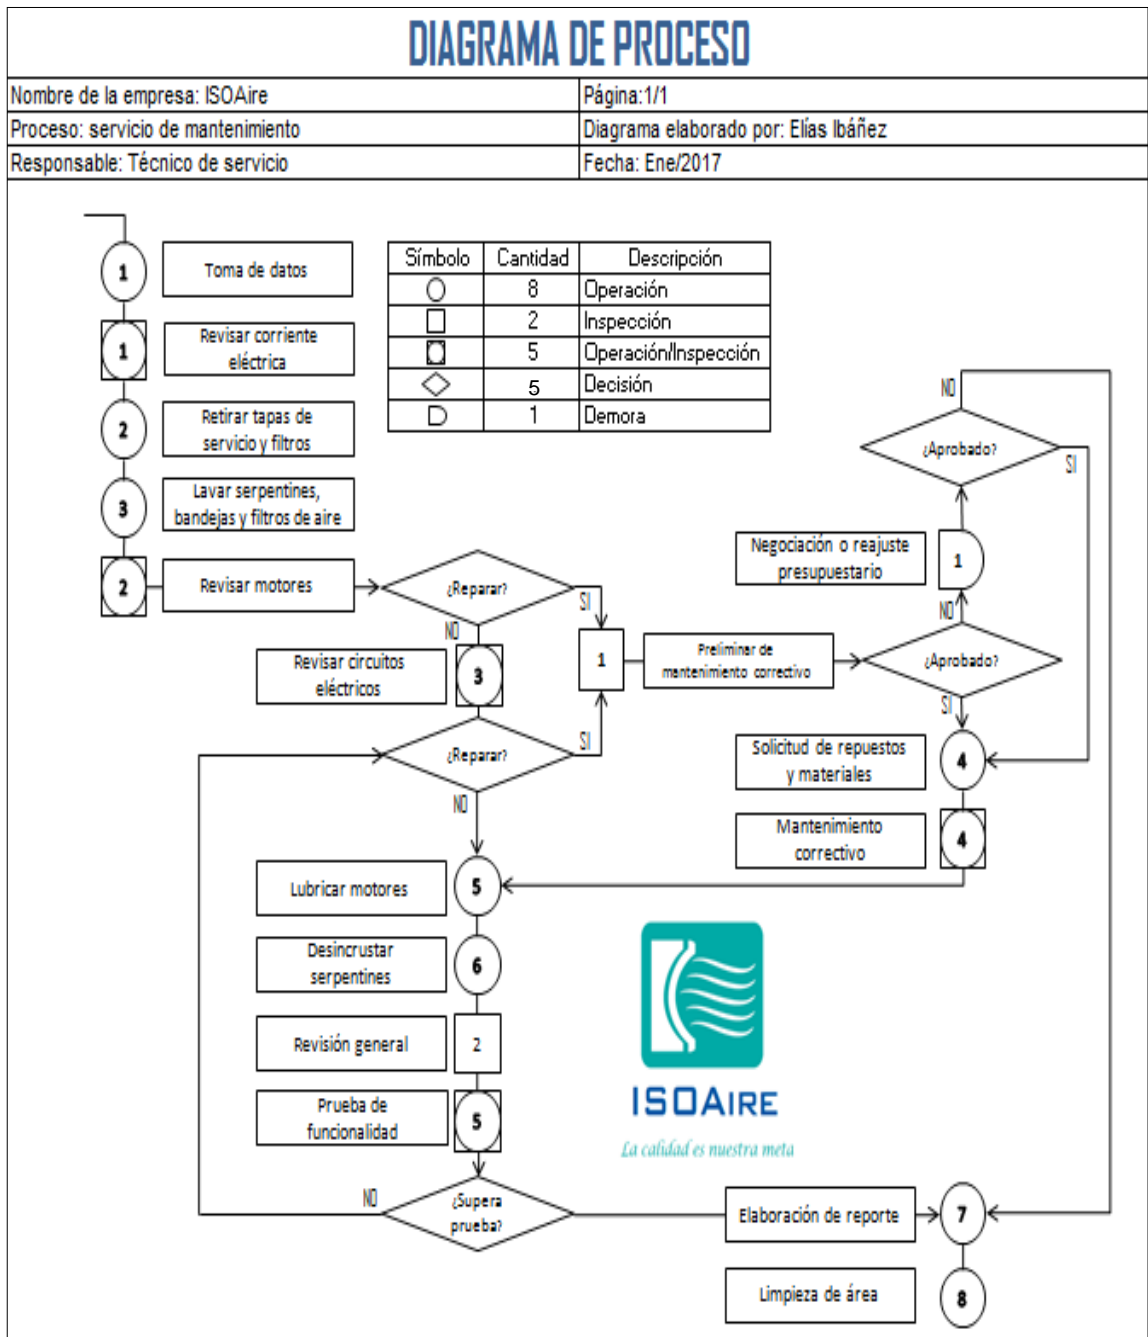 DIAGRAMA DE PROCESO
Nombre de la empresa: ISOAire
Página:1/1
Proceso: servicio de mantenimiento
Diagrama elaborado por: Elías Ibáñez
Responsable: Técnico de servicio
Fecha: Ene/2017
1
Toma de datos
Símbolo Cantidad Descripción
8 Operación
2 Inspección
5 Operación/Inspección
5 Decisión
1 Demora
1
Revisar corriente
eléctrica
2
Retirar tapas de
servicio y filtros
3
Lavar serpentines,
bandejas y filtros de aire
2
Revisar motores
¿Reparar?
SI
NO
Revisar circuitos
eléctricos
3
¿Reparar?
SI
NO
1
Preliminar de
mantenimiento correctivo
¿Aprobado?
NO
SI
Negociación o reajuste
presupuestario
1
¿Aprobado?
NO
SI
Solicitud de repuestos
y materiales
4
Mantenimiento
correctivo
4
Lubricar motores
5
Desincrustar
serpentines
6
Revisión general
2
Prueba de
funcionalidad
5
¿Supera
prueba?
NO
ISOAIRE
La calidad es nuestra meta
Elaboración de reporte
7
Limpieza de área
8